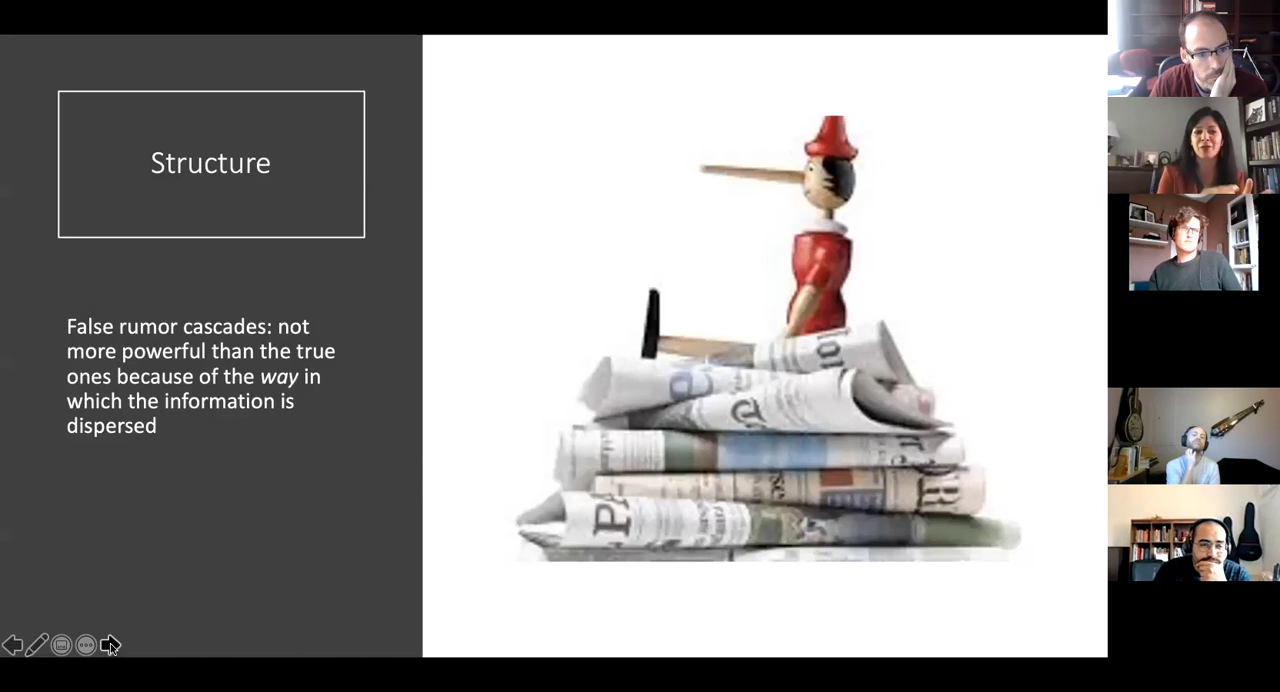 Structure
False rumor cascades: not
more powerful than the true
ones because of the way in
which the information is
dispersed